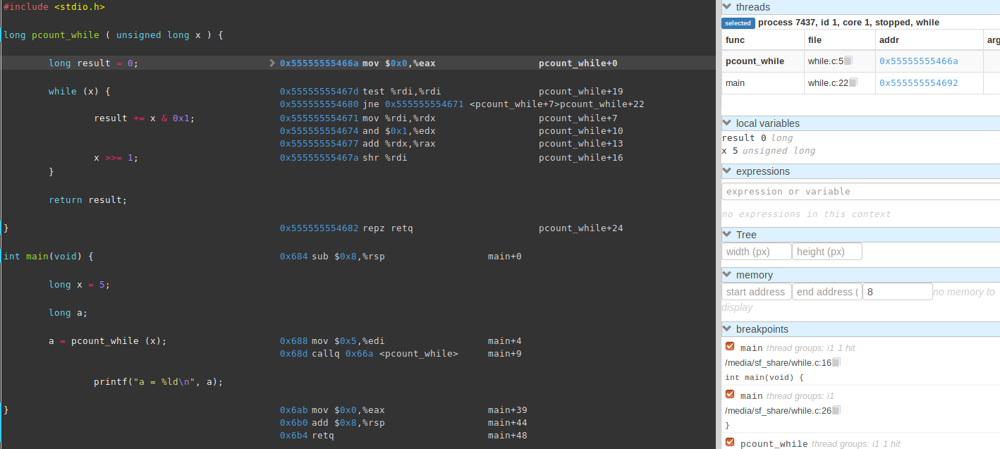 #include <stdio.h>
long pcount_while ( unsigned long x ) {
long result = 0; 0x55555555466a mov $0x0,%eax pcount_while+0
while (x) { 0x55555555467d test %rdi,%rdi pcount_while+19
0x555555554680 jne 0x555555554671 <pcount_while+7>pcount_while+22
result += x & 0x1; 0x555555554671 mov %rdi,%rdx pcount_while+7
0x555555554674 and $0x1,%edx pcount_while+10
0x555555554677 add %rdx,%rax pcount_while+13
x >>= 1; 0x55555555467a shr %rdi pcount_while+16
}
return result;
} 0x555555554682 repz retq pcount_while+24
int main(void) { 0x684 sub $0x8,%rsp main+0
long x = 5;
long a;
a = pcount_while (x); 0x688 mov $0x5,%edi main+4
0x68d callq 0x66a <pcount_while> main+9
printf("a = %ld\n", a);
} 0x6ab mov $0x0,%eax main+39
0x6b0 add $0x8,%rsp main+44
0x6b4 retq main+48
threads
selected process 7437, id 1, core 1, stopped, while
func file addr arg
pcount_while while.c:5 0x55555555466a
main while.c:22 0x555555554692
local variables
result 0 long
x 5 unsigned long
expressions
expression or variable
no expressions in this context
Tree
width (px) height (px)
memory
start address end address ( 8 no memory to
display
breakpoints
main thread groups: i1 1 hit
/media/sf_share/while.c:16
int main(void) {
main thread groups: i1
/media/sf_share/while.c:26
}
pcount_while thread groups: i1 1 hit